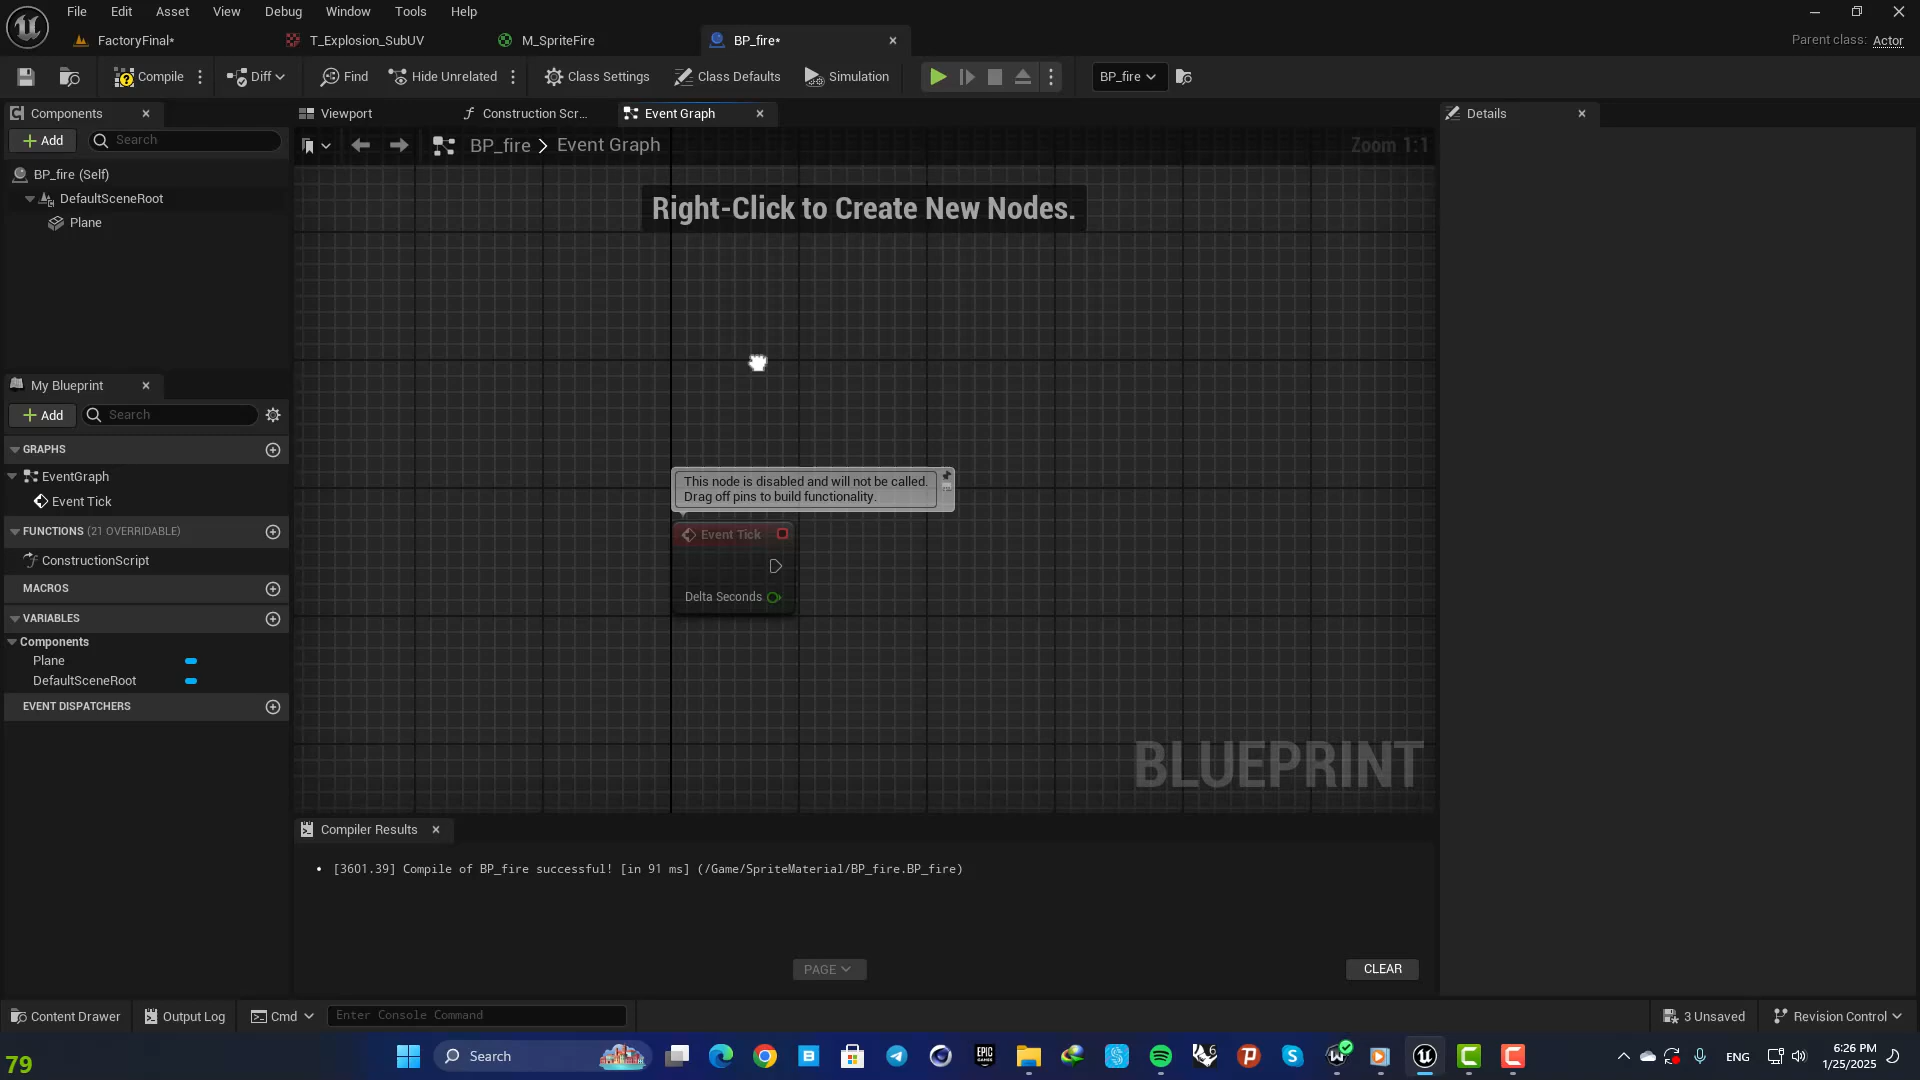 File Edit Asset View Debug Window Tools Help
FactoryFinal* T_Explosion_SubUV M_SpriteFire BP_fire* Parent class: Actor
Compile Diff Find Hide Unrelated Class Settings Class Defaults Simulation BP_fire
Components Viewport Construction Scr... Event Graph Details
Add Search BP_fire Event Graph Zoom 1:1
BP_fire (Self)
DefaultSceneRoot
Plane
Right-Click to Create New Nodes.
My Blueprint
Add Search
GRAPHS
EventGraph
Event Tick
FUNCTIONS (21 OVERRIDABLE)
ConstructionScript
MACROS
VARIABLES
Components
Plane
DefaultSceneRoot
EVENT DISPATCHERS
This node is disabled and will not be called.
Drag off pins to build functionality.
Event Tick
Delta Seconds
BLUEPRINT
Compiler Results
[3601.39] Compile of BP_fire successful! [in 91 ms] (/Game/SpriteMaterial/BP_fire.BP_fire)
PAGE CLEAR
Content Drawer Output Log Cmd Enter Console Command 3 Unsaved Revision Control
79 Search ENG 6:26 PM
1/25/2025